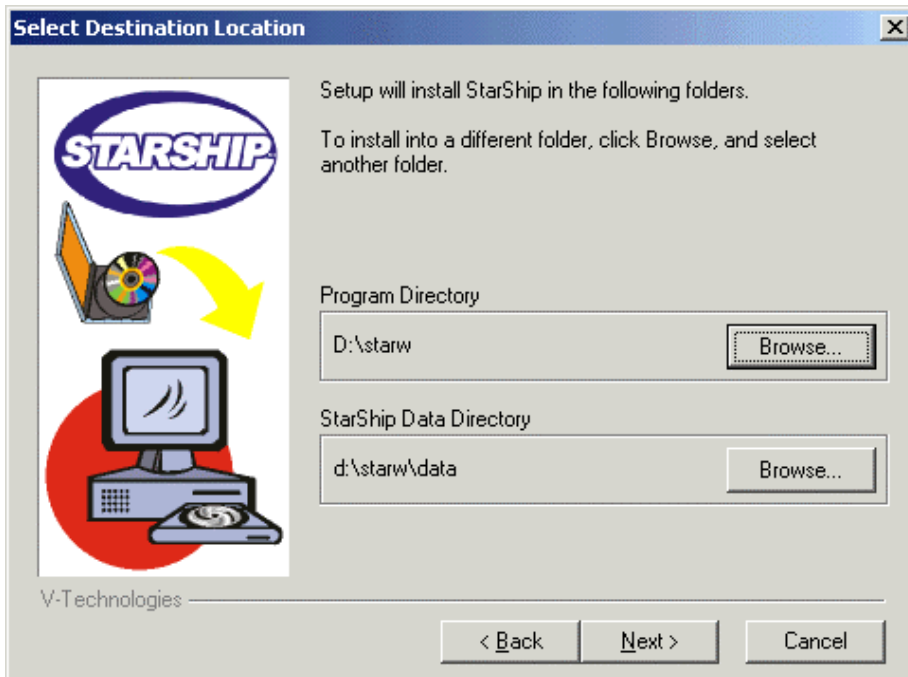 Select Destination Location
STARSHIP
Setup will install StarShip in the following folders.
To install into a different folder, click Browse, and select
another folder.
Program Directory
D:\starw
Browse...
StarShip Data Directory
d:\starw\data
Browse...
V-Technologies
< Back
Next >
Cancel